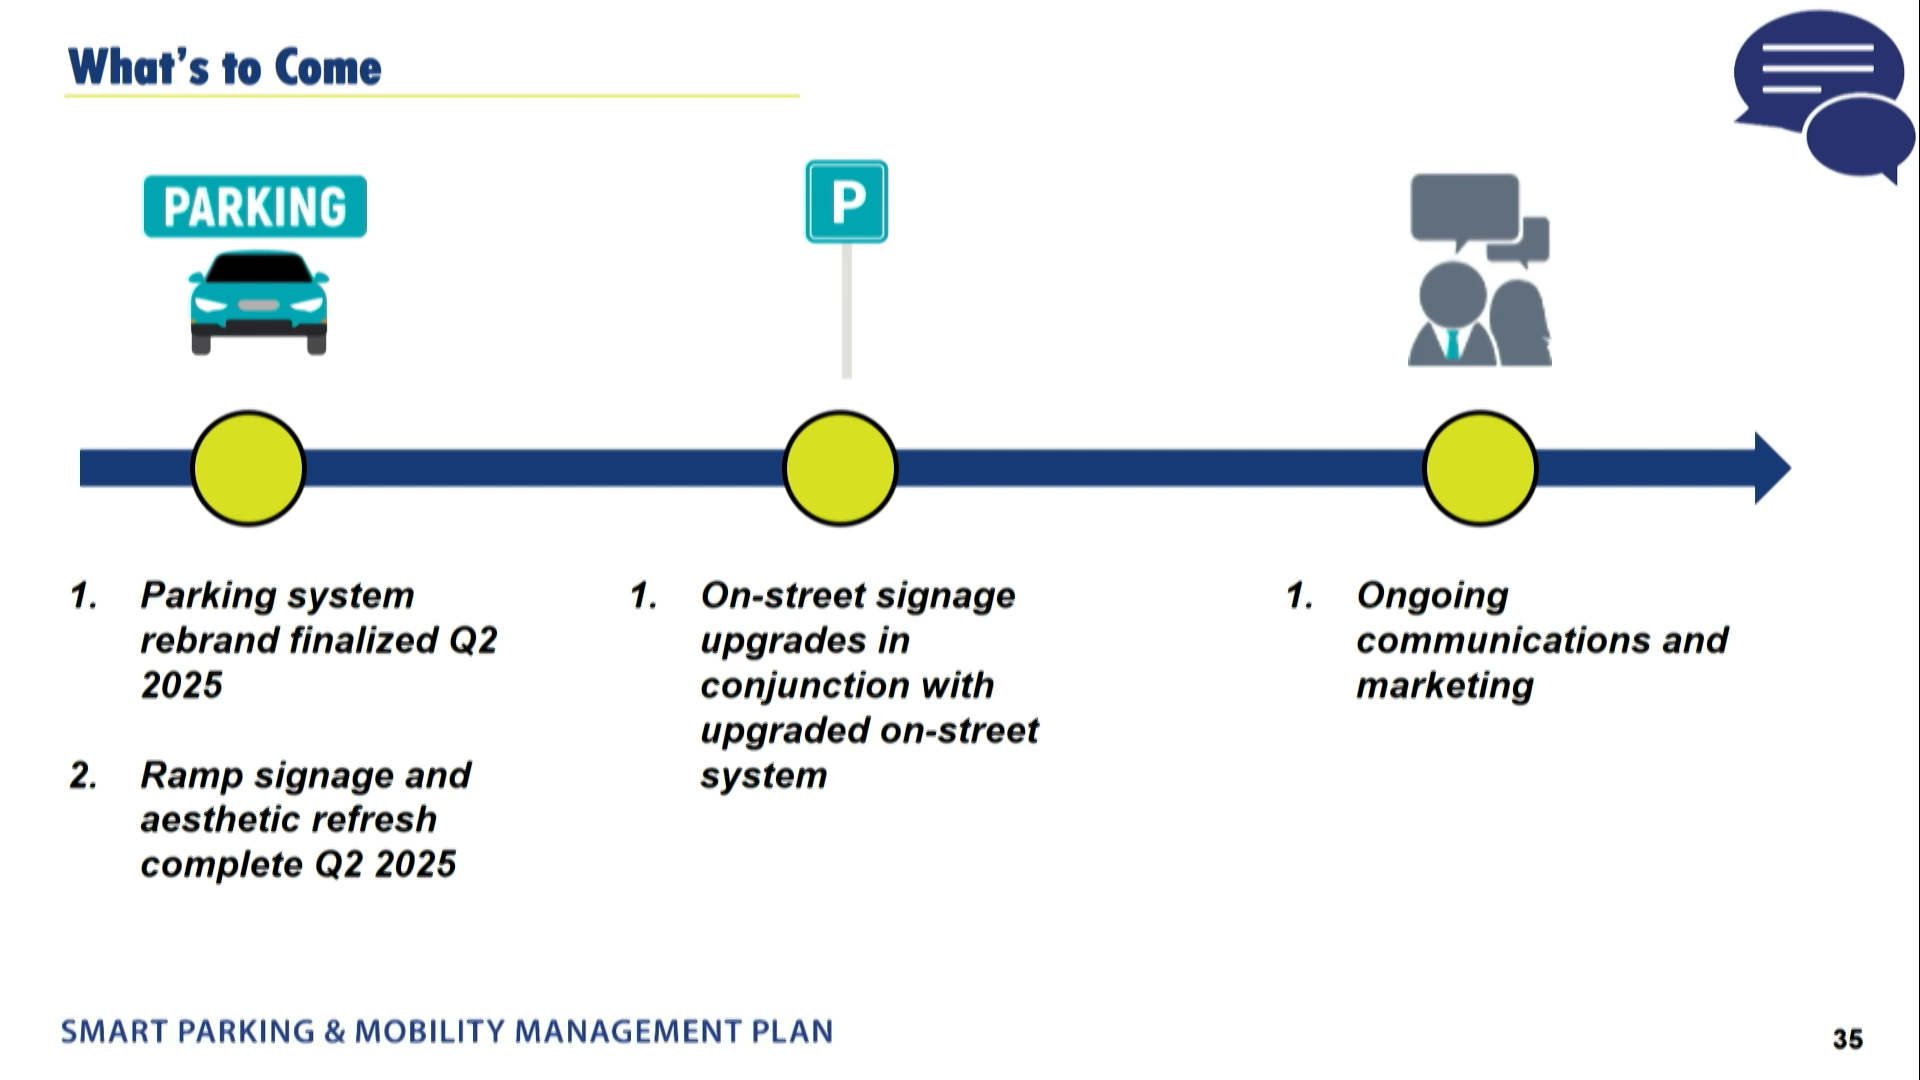 What's to Come
PARKING
P
1. Parking system
rebrand finalized Q2
2025
2. Ramp signage and
aesthetic refresh
complete Q2 2025
1. On-street signage
upgrades in
conjunction with
upgraded on-street
system
1. Ongoing
communications and
marketing
SMART PARKING & MOBILITY MANAGEMENT PLAN
35